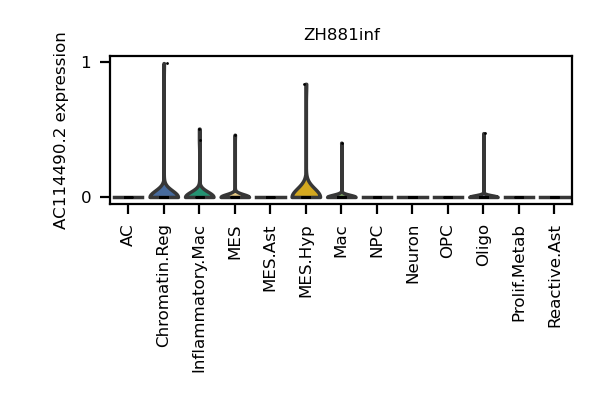 ZH881inf
AC114490.2 expression
1
0
AC
Chromatin.Reg
Inflammatory.Mac
MES
MES.Ast
MES.Hyp
Mac
NPC
Neuron
OPC
Oligo
Prolif.Metab
Reactive.Ast